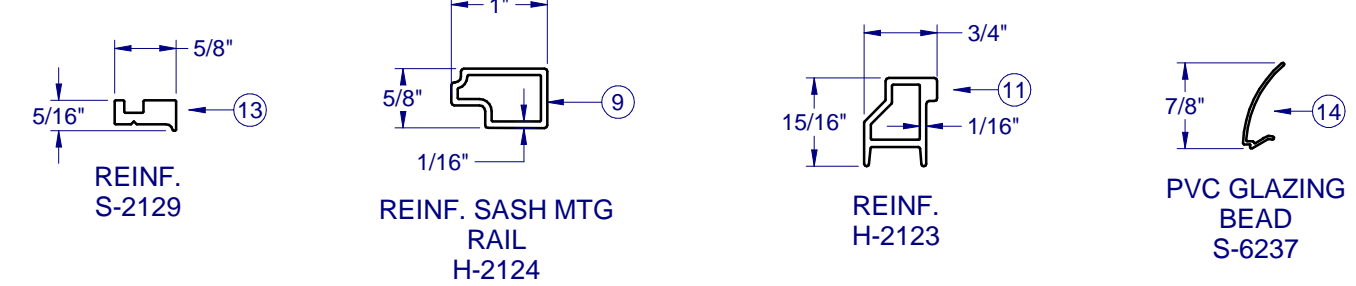 5/8"
5/16"
13
REINF.
S-2129
1"
5/8"
9
1/16"
REINF. SASH MTG
RAIL
H-2124
3/4"
11
15/16"
1/16"
REINF.
H-2123
7/8"
14
PVC GLAZING
BEAD
S-6237